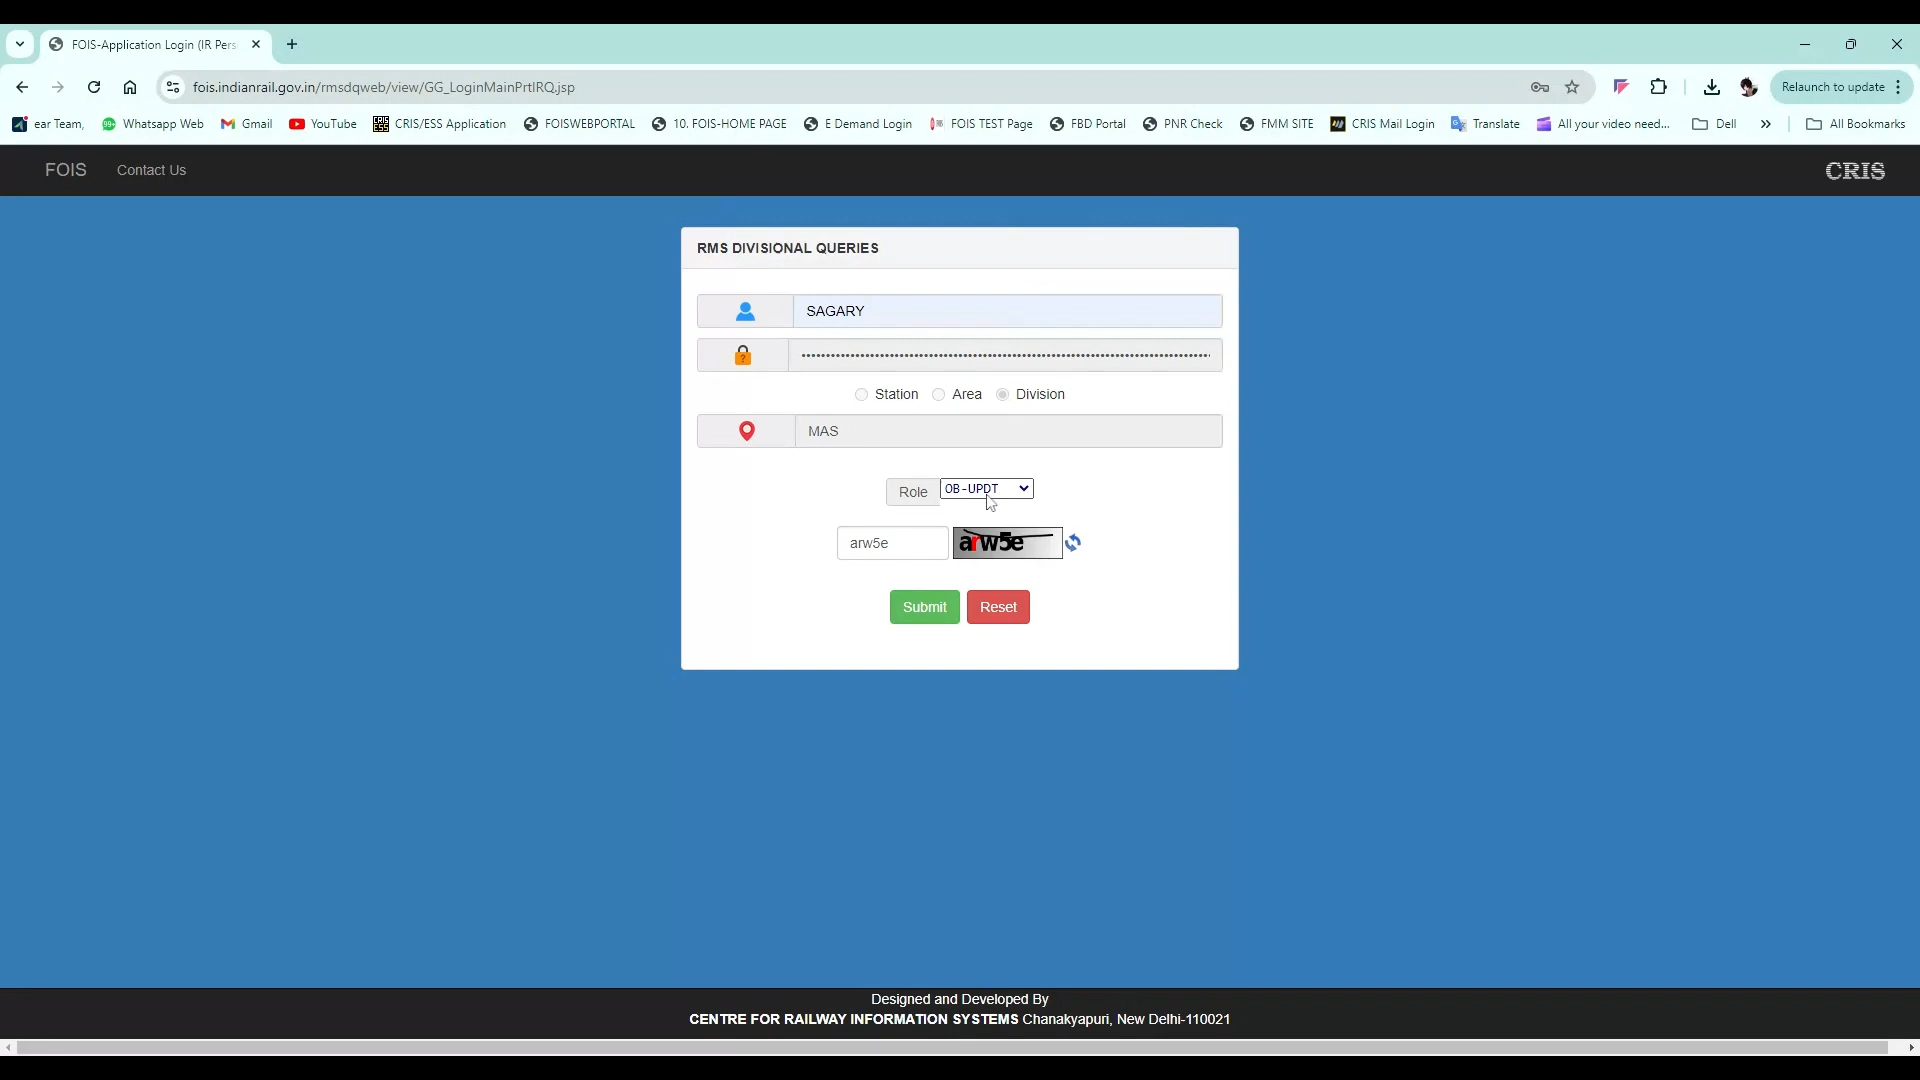 FOIS-Application Login (IR Pers
fois.indianrail.gov.in/rmsdqweb/view/GG_LoginMainPrtIRQ.jsp
Relaunch to update
ear Team,
99+
Whatsapp Web
Gmail
YouTube
CRIS/ESS Application
FOISWEBPORTAL
10. FOIS-HOME PAGE
E Demand Login
FOIS TEST Page
FBD Portal
PNR Check
FMM SITE
CRIS Mail Login
Translate
All your video need...
Dell
»
All Bookmarks
FOIS
Contact Us
CRIS
RMS DIVISIONAL QUERIES
SAGARY
Station
Area
Division
MAS
Role
OB-UPDT
arw5e
arw5e
Submit
Reset
Designed and Developed By
CENTRE FOR RAILWAY INFORMATION SYSTEMS Chanakyapuri, New Delhi-110021